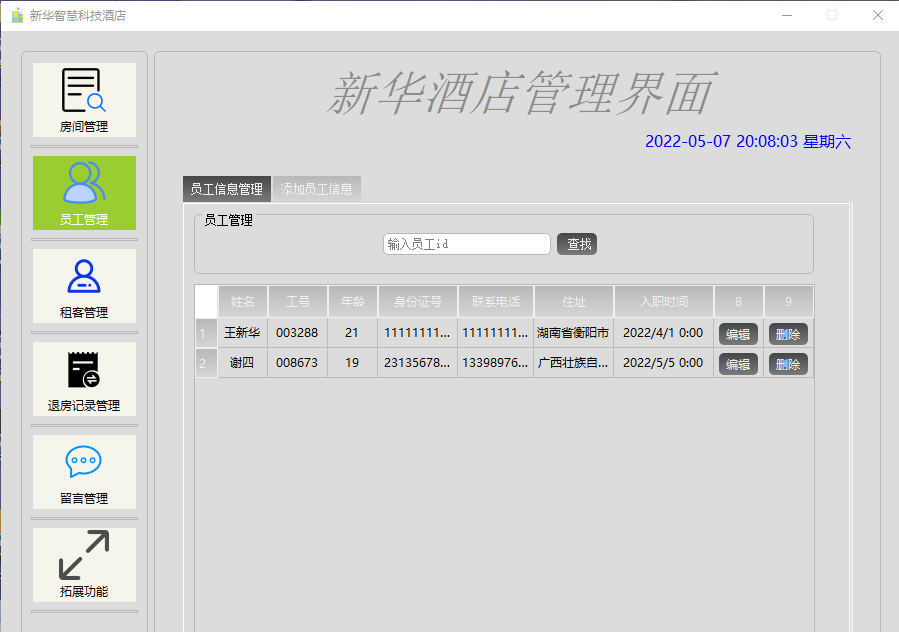 新华智慧科技酒店
新华酒店管理界面
2022-05-07 20:08:03 星期六
房间管理
员工管理
租客管理
退房记录管理
留言管理
拓展功能
员工信息管理 添加员工信息
员工管理
输入员工id 查找
姓名 工号 年龄 身份证号 联系电话 住址 入职时间 8 9
1 王新华 003288 21 11111111... 11111111... 湖南省衡阳市 2022/4/1 0:00 编辑 删除
2 谢四 008673 19 23135678... 13398976... 广西壮族自... 2022/5/5 0:00 编辑 删除